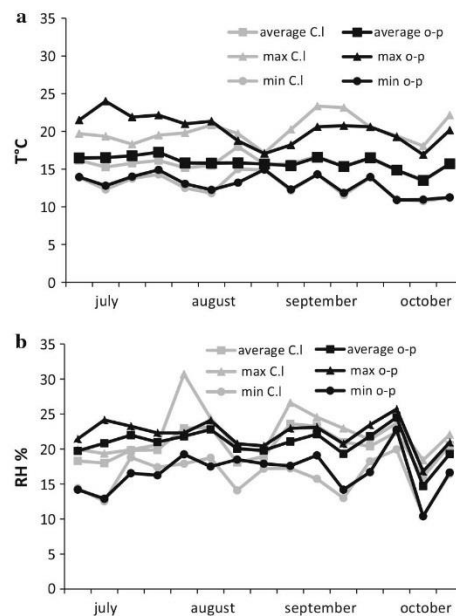 a
average C.l average o-p
max C.l max o-p
min C.l min o-p
35
30
25
20
15
10
5
0
T°C
july august september october
b
average C.l average o-p
max C.l max o-p
min C.l min o-p
35
30
25
20
15
10
5
0
RH %
july august september october